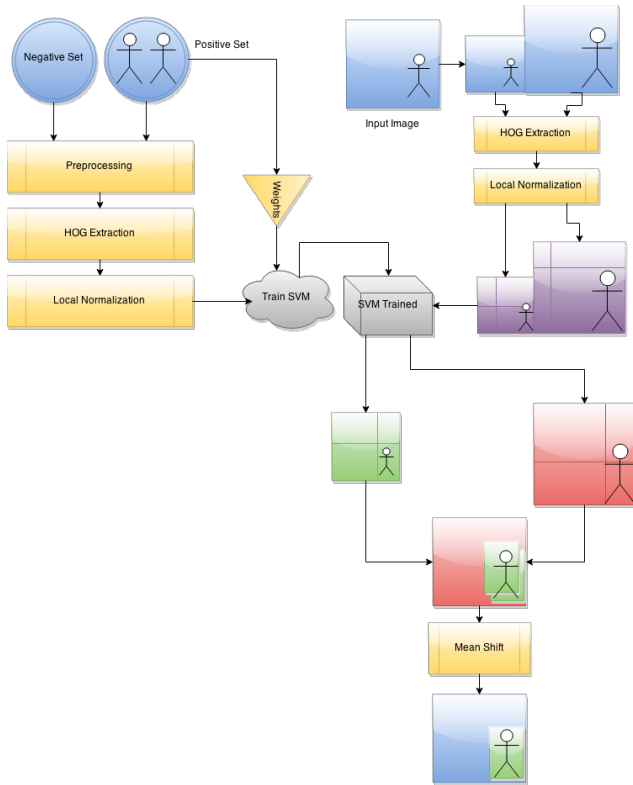 Negative Set
Positive Set
Input Image
Preprocessing
HOG Extraction
Local Normalization
Weights
Train SVM
SVM Trained
HOG Extraction
Local Normalization
Mean Shift